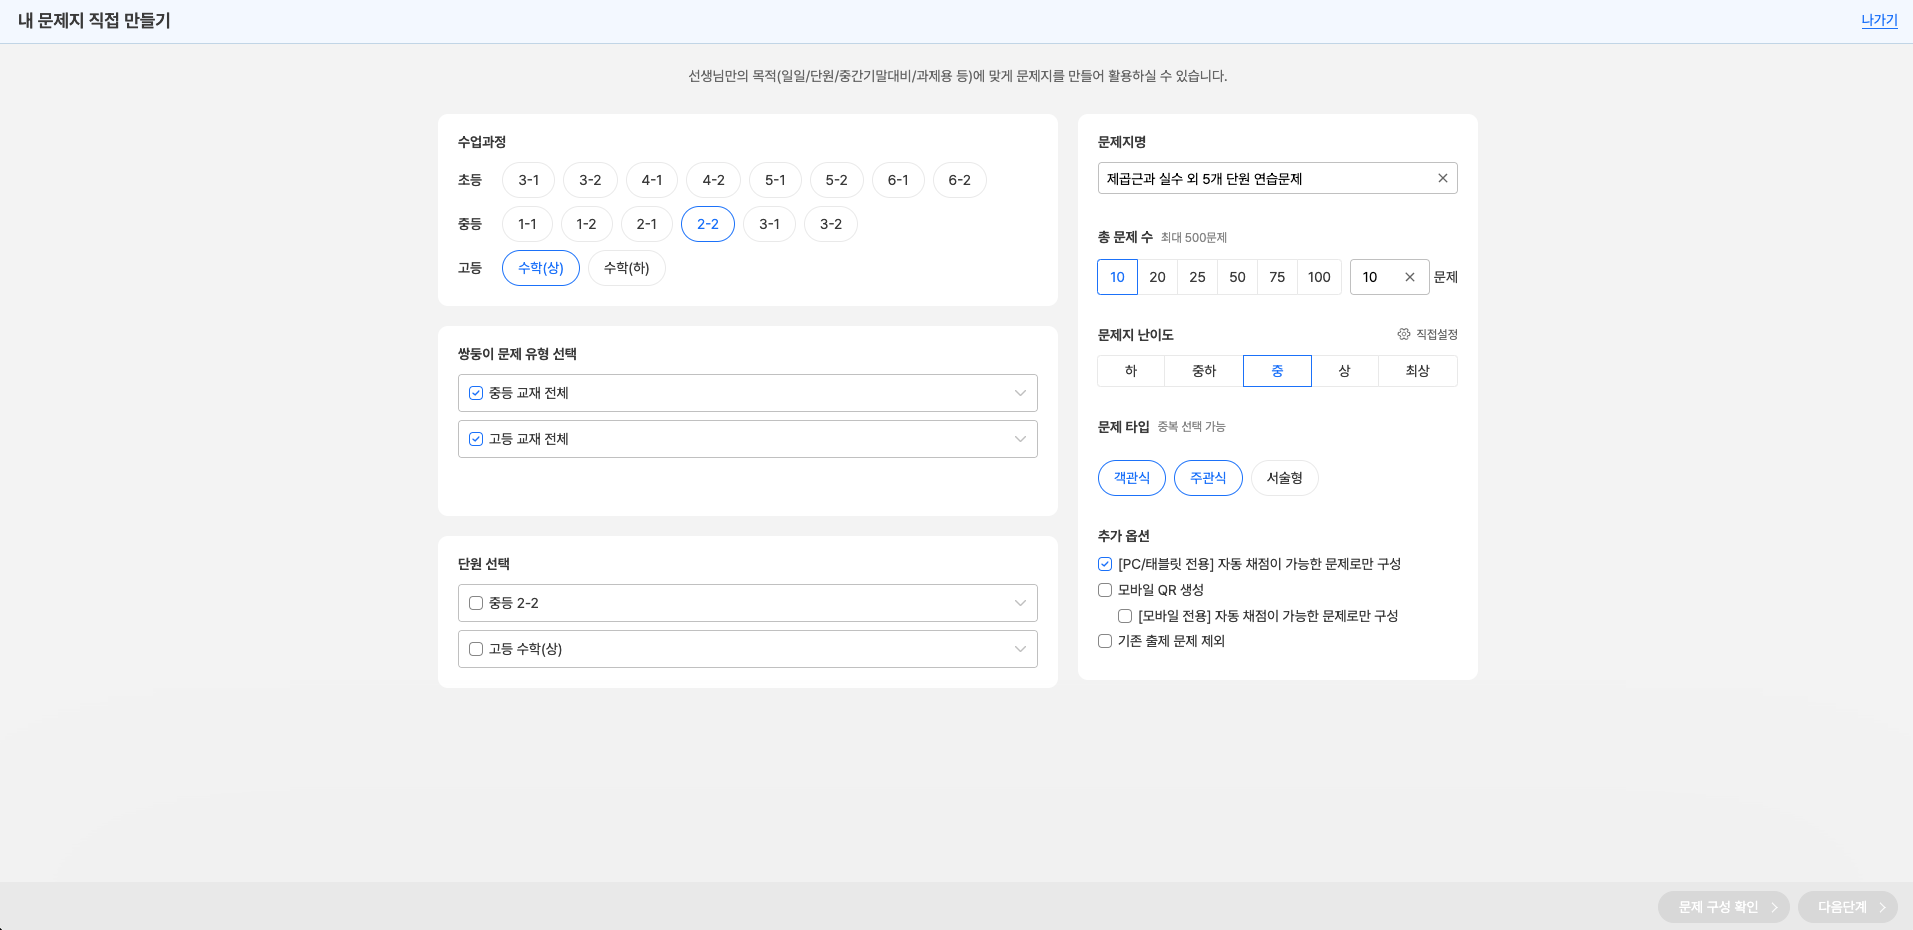 내 문제지 직접 만들기
나가기
선생님만의 목적(일일/단원/중간기말대비/과제용 등)에 맞게 문제지를 만들어 활용하실 수 있습니다.
수업과정
초등 3-1 3-2 4-1 4-2 5-1 5-2 6-1 6-2
중등 1-1 1-2 2-1 2-2 3-1 3-2
고등 수학(상) 수학(하)
쌍둥이 문제 유형 선택
중등 교재 전체
고등 교재 전체
단원 선택
중등 2-2
고등 수학(상)
문제지명
제곱근과 실수 외 5개 단원 연습문제
총 문제 수 최대 500문제
10 20 25 50 75 100 10 문제
문제지 난이도 직접설정
하 중하 중 상 최상
문제 타입 중복 선택 가능
객관식 주관식 서술형
추가 옵션
[PC/태블릿 전용] 자동 채점이 가능한 문제로만 구성
모바일 QR 생성
[모바일 전용] 자동 채점이 가능한 문제로만 구성
기존 출제 문제 제외
문제 구성 확인
다음단계